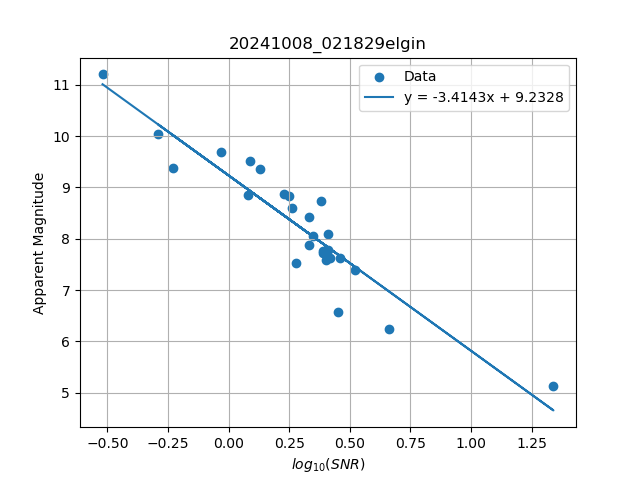 20241008_021829elgin
Data
y = -3.4143x + 9.2328
Apparent Magnitude
11
10
9
8
7
6
5
−0.50 −0.25 0.00 0.25 0.50 0.75 1.00 1.25
log10(SNR)